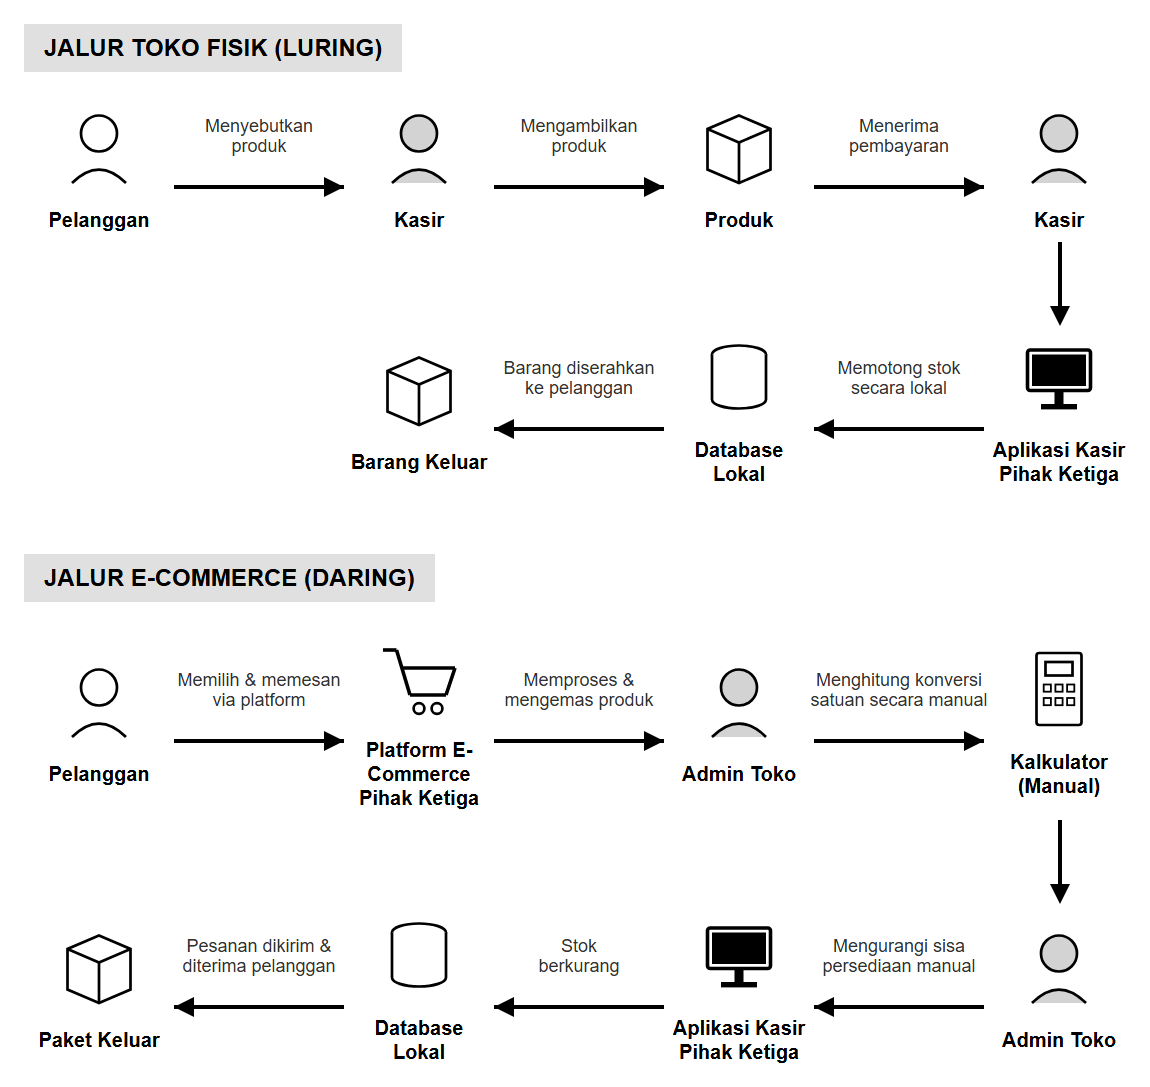 JALUR TOKO FISIK (LURING)
Menyebutkan
produk
Mengambilkan
produk
Menerima
pembayaran
Pelanggan
Kasir
Produk
Kasir
Barang diserahkan
ke pelanggan
Memotong stok
secara lokal
Barang Keluar
Database
Lokal
Aplikasi Kasir
Pihak Ketiga
JALUR E-COMMERCE (DARING)
Memilih & memesan
via platform
Memproses &
mengemas produk
Menghitung konversi
satuan secara manual
Pelanggan
Platform E-
Commerce
Pihak Ketiga
Admin Toko
Kalkulator
(Manual)
Pesanan dikirim &
diterima pelanggan
Stok
berkurang
Mengurangi sisa
persediaan manual
Paket Keluar
Database
Lokal
Aplikasi Kasir
Pihak Ketiga
Admin Toko